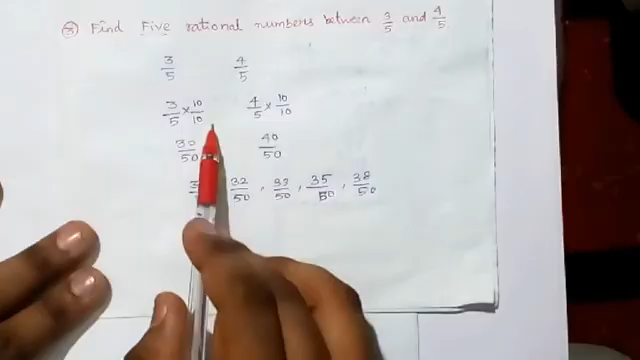 ③ Find Five rational numbers between 3/5 and 4/5
3/5 4/5
3/5 × 10/10 4/5 × 10/10
30/50 40/50
32/50 , 33/50 , 35/50 , 38/50